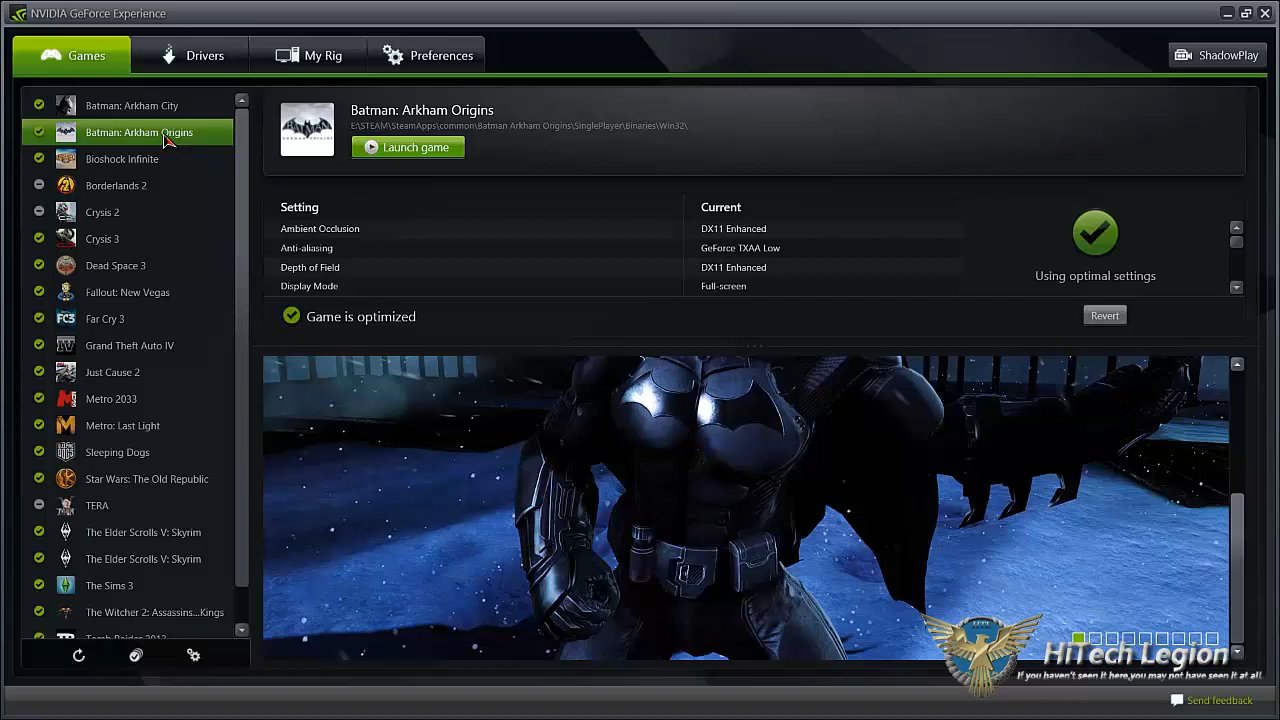 NVIDIA GeForce Experience
Games
Drivers
My Rig
Preferences
ShadowPlay
Batman: Arkham City
Batman: Arkham Origins
Bioshock Infinite
Borderlands 2
Crysis 2
Crysis 3
Dead Space 3
Fallout: New Vegas
Far Cry 3
Grand Theft Auto IV
Just Cause 2
Metro 2033
Metro: Last Light
Sleeping Dogs
Star Wars: The Old Republic
TERA
The Elder Scrolls V: Skyrim
The Elder Scrolls V: Skyrim
The Sims 3
The Witcher 2: Assassins...Kings
Tomb Raider 2013
Batman: Arkham Origins
E:\STEAM\SteamApps\common\Batman Arkham Origins\SinglePlayer\Binaries\Win32\
Launch game
Setting Current
Ambient Occlusion DX11 Enhanced
Anti-aliasing GeForce TXAA Low
Depth of Field DX11 Enhanced
Display Mode Full-screen
Using optimal settings
Game is optimized
Revert
HiTech Legion
If you haven't seen it here,you may not have seen it at all.
Send feedback